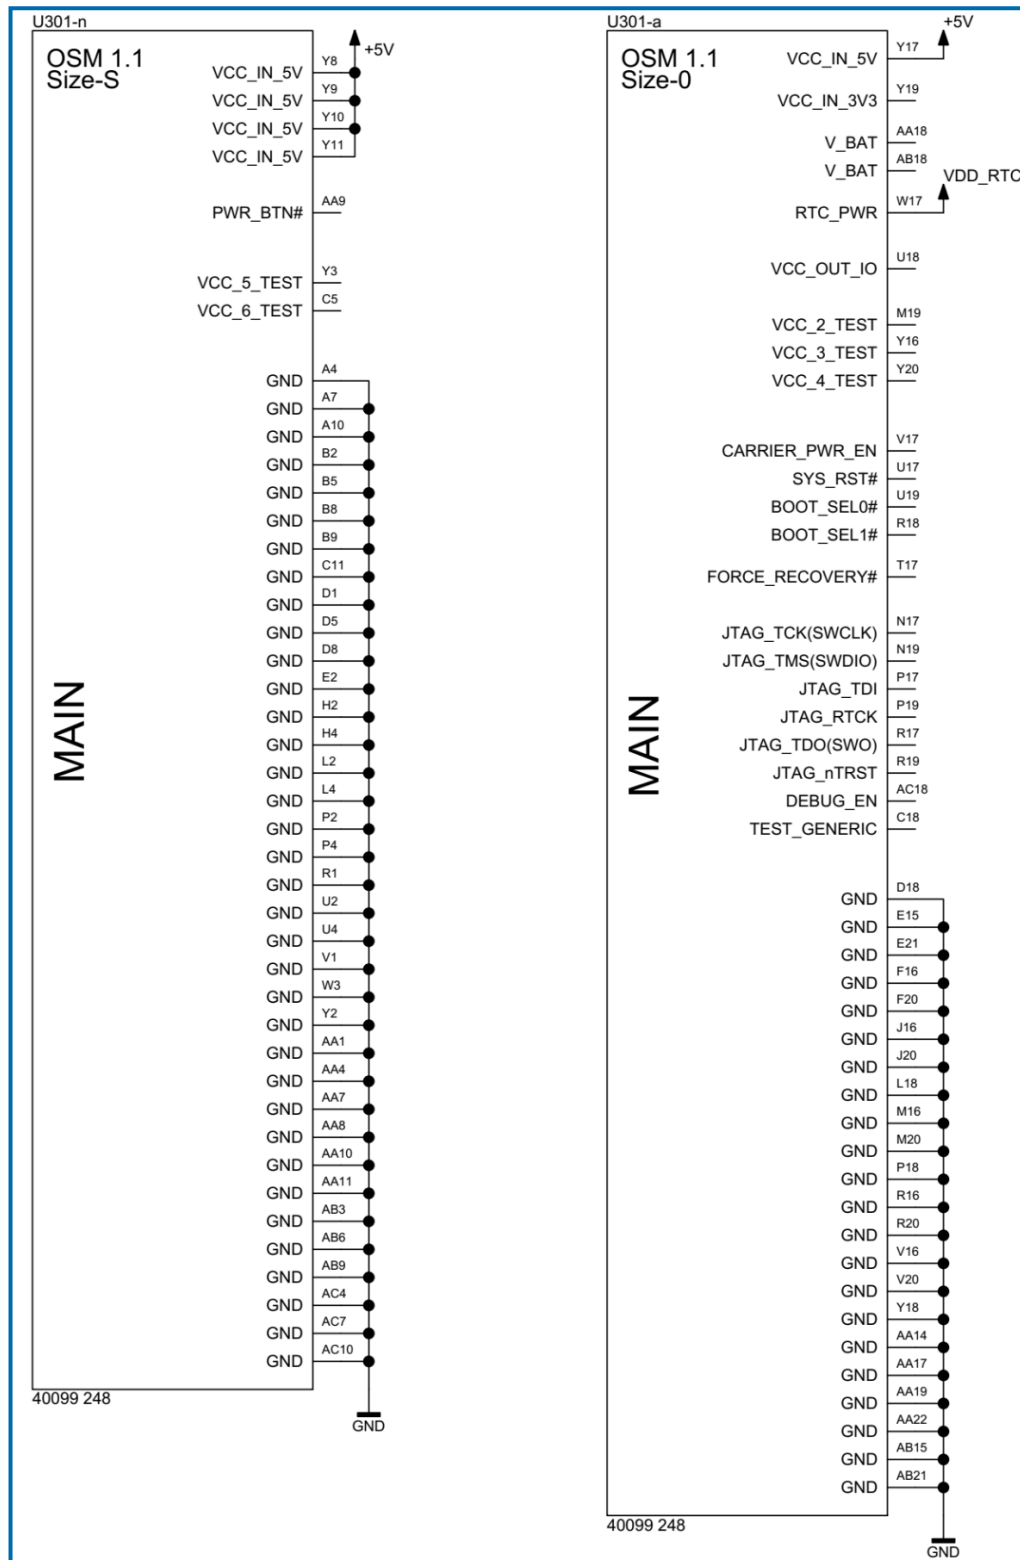 U301-n
OSM 1.1
Size-S
+5V
VCC_IN_5V Y8
VCC_IN_5V Y9
VCC_IN_5V Y10
VCC_IN_5V Y11
PWR_BTN# AA9
VCC_5_TEST Y3
VCC_6_TEST C5
GND A4
GND A7
GND A10
GND B2
GND B5
GND B8
GND B9
GND C11
GND D1
GND D5
GND D8
GND E2
GND H2
GND H4
GND L2
GND L4
GND P2
GND P4
GND R1
GND U2
GND U4
GND V1
GND W3
GND Y2
GND AA1
GND AA4
GND AA7
GND AA8
GND AA10
GND AA11
GND AB3
GND AB6
GND AB9
GND AC4
GND AC7
GND AC10
MAIN
40099 248
GND
U301-a
OSM 1.1
Size-0
+5V
VCC_IN_5V Y17
VCC_IN_3V3 Y19
V_BAT AA18
V_BAT AB18
VDD_RTC
RTC_PWR W17
VCC_OUT_IO U18
VCC_2_TEST M19
VCC_3_TEST Y16
VCC_4_TEST Y20
CARRIER_PWR_EN V17
SYS_RST# U17
BOOT_SEL0# U19
BOOT_SEL1# R18
FORCE_RECOVERY# T17
JTAG_TCK(SWCLK) N17
JTAG_TMS(SWDIO) N19
JTAG_TDI P17
JTAG_RTCK P19
JTAG_TDO(SWO) R17
JTAG_nTRST R19
DEBUG_EN AC18
TEST_GENERIC C18
GND D18
GND E15
GND E21
GND F16
GND F20
GND J16
GND J20
GND L18
GND M16
GND M20
GND P18
GND R16
GND R20
GND V16
GND V20
GND Y18
GND AA14
GND AA17
GND AA19
GND AA22
GND AB15
GND AB21
MAIN
40099 248
GND